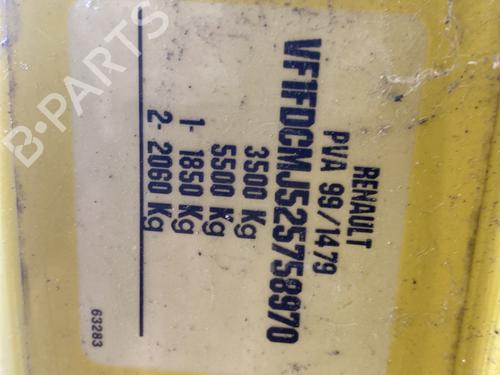 RENAULT
PVA 99/1479
VF1FDCMJ525758970
3500 Kg
5500 Kg
1- 1850 Kg
2- 2060 Kg
63283
B-PARTS